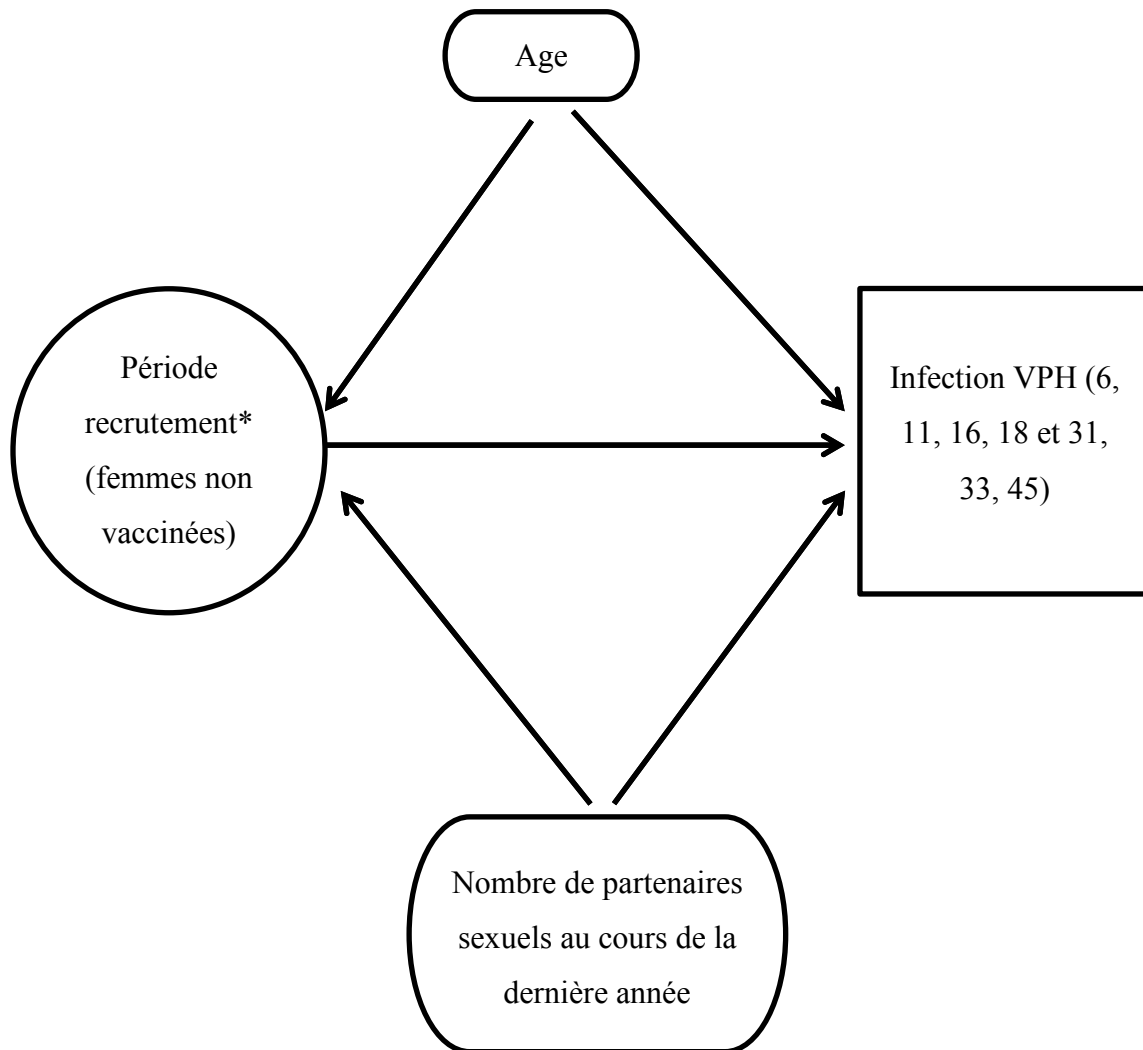 Age
Période
recrutement*
(femmes non
vaccinées)
Infection VPH (6,
11, 16, 18 et 31,
33, 45)
Nombre de partenaires
sexuels au cours de la
dernière année